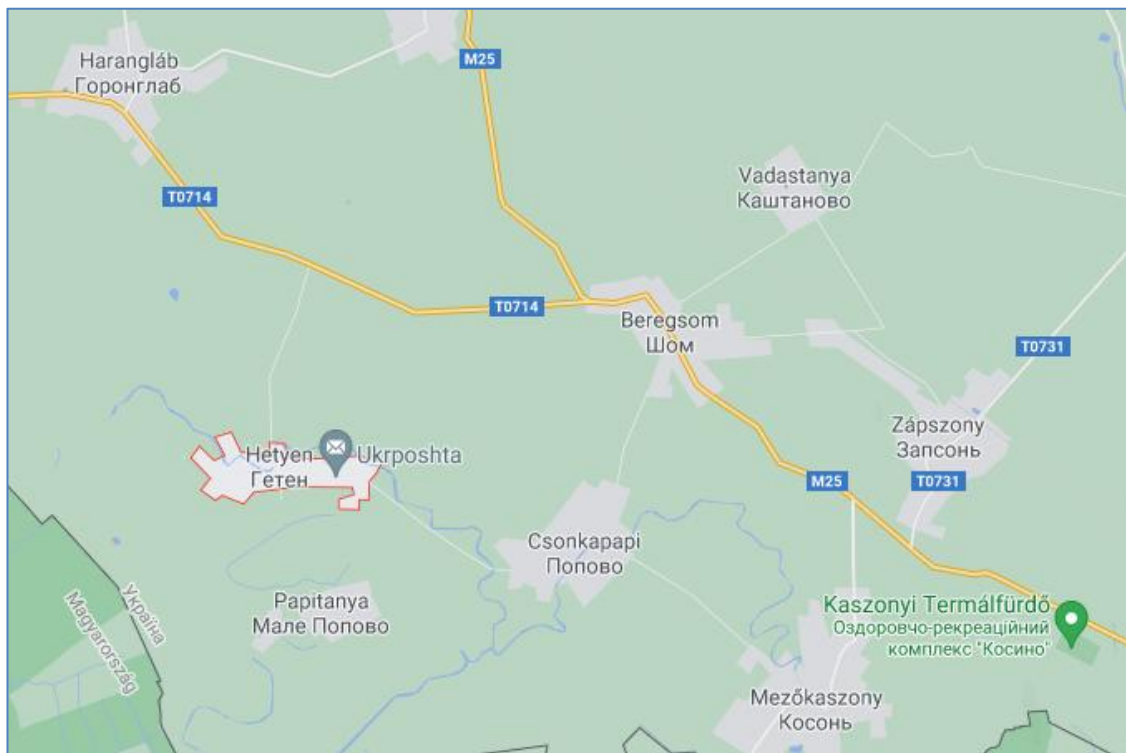 Harangláb
Горонглаб
M25
T0714
Vadastanya
Каштаново
T0714
Beregsom
Шом
T0731
Zápszony
Запсонь
Hetyen
Гетен
Ukrposhta
M25
T0731
Csonkapapi
Попово
Papitanya
Мале Попово
Україна
Magyarország
Kaszonyi Termálfürdő
Оздоровчо-рекреаційний
комплекс "Косино"
Mezőkaszony
Косонь